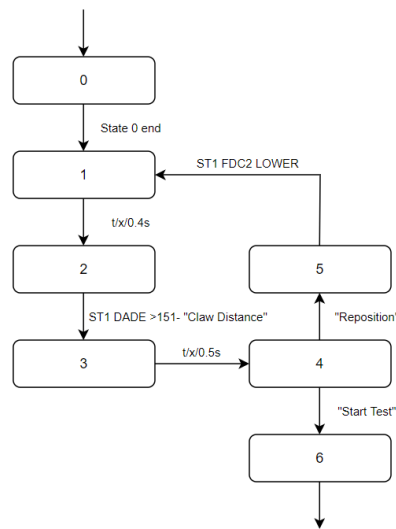 0
State 0 end
ST1 FDC2 LOWER
1
t/x/0.4s
2
5
ST1 DADE >151- "Claw Distance"
"Reposition"
t/x/0.5s
3
4
"Start Test"
6